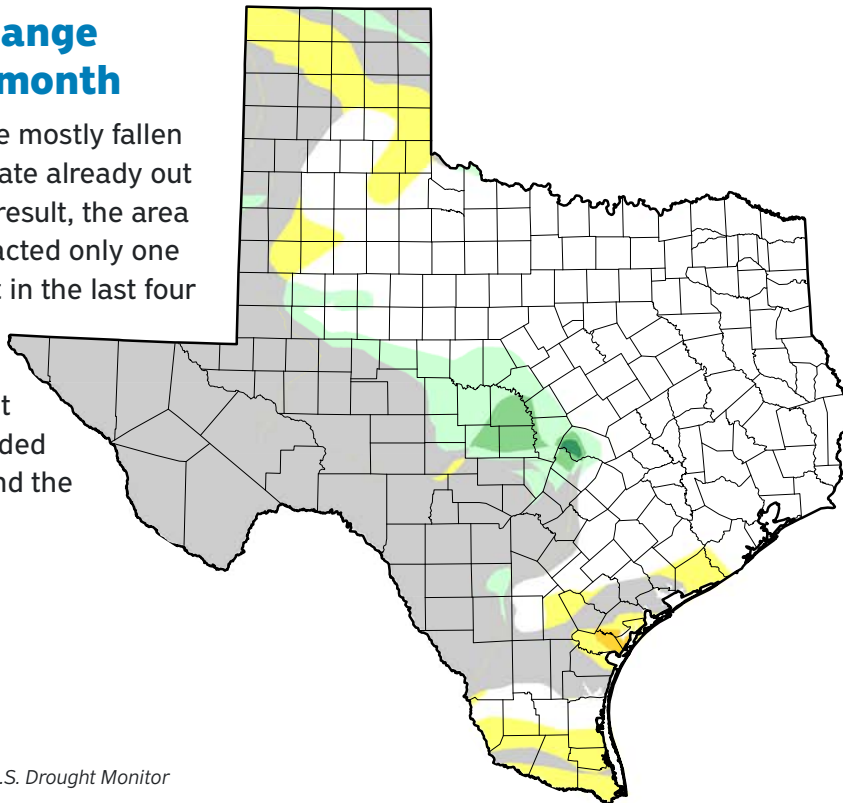 ange
month
e mostly fallen
ate already out
result, the area
acted only one
t in the last four
t
ded
nd the
.S. Drought Monitor